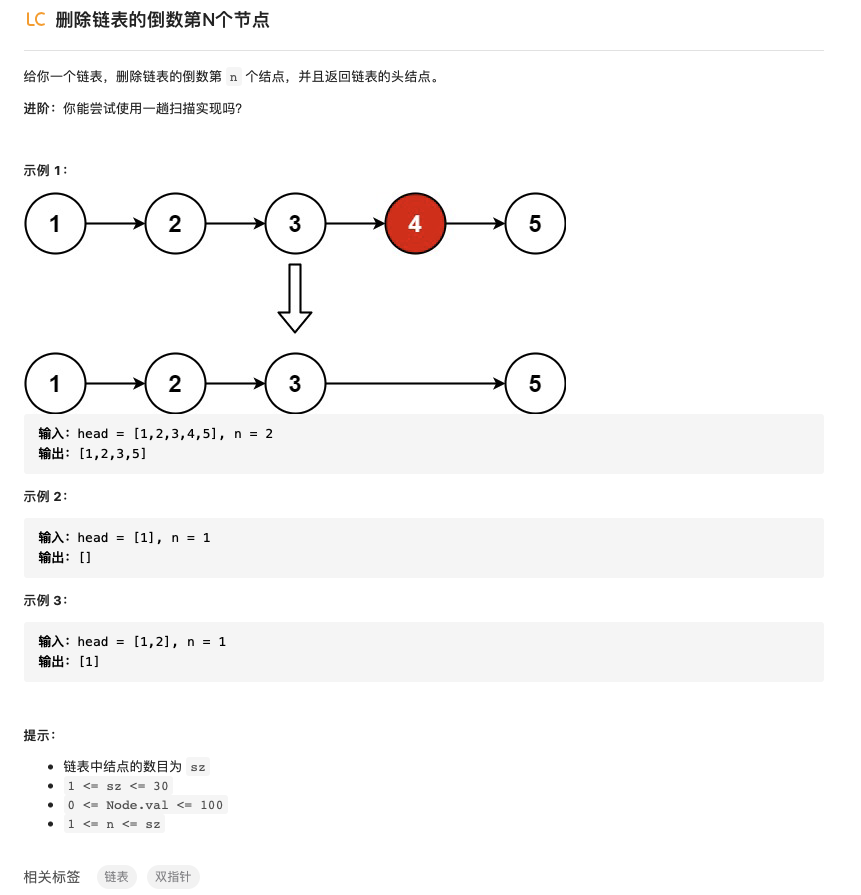 LC 删除链表的倒数第N个节点
给你一个链表，删除链表的倒数第 n 个结点，并且返回链表的头结点。
进阶：你能尝试使用一趟扫描实现吗？
示例 1：
1 2 3 4 5
1 2 3 5
输入：head = [1,2,3,4,5], n = 2
输出：[1,2,3,5]
示例 2：
输入：head = [1], n = 1
输出：[]
示例 3：
输入：head = [1,2], n = 1
输出：[1]
提示：
链表中结点的数目为 sz
1 <= sz <= 30
0 <= Node.val <= 100
1 <= n <= sz
相关标签 链表 双指针